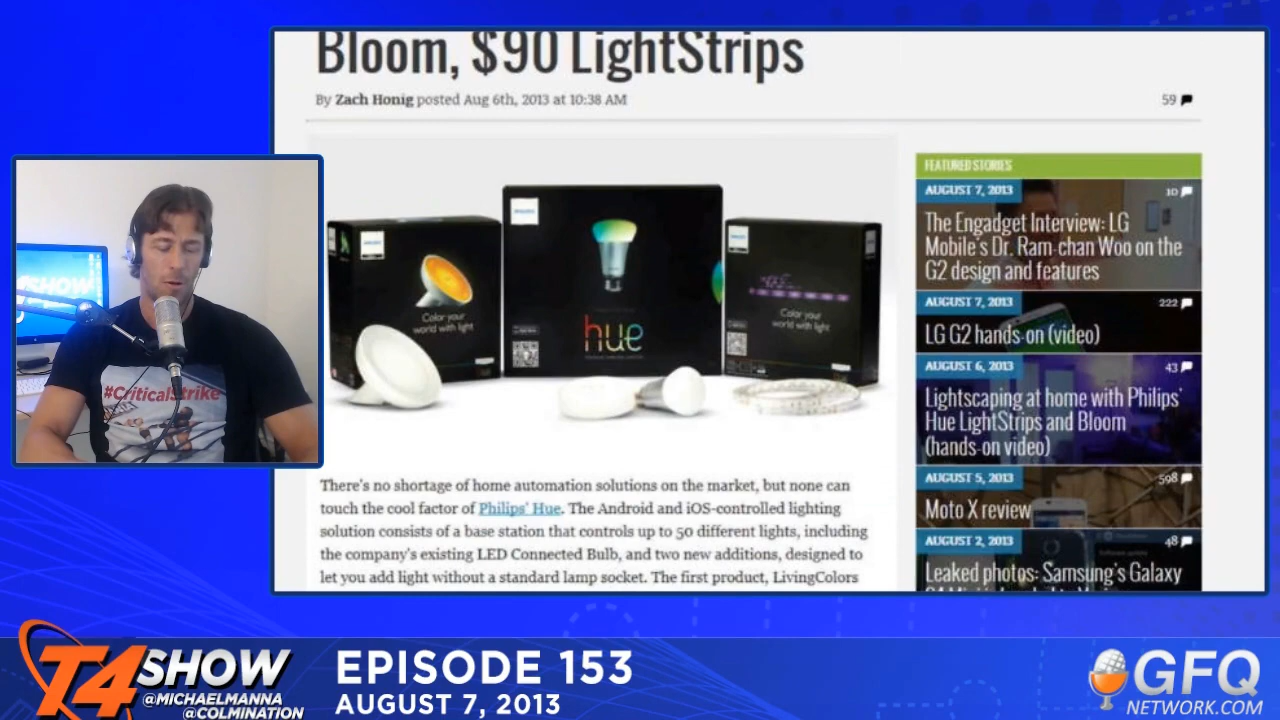 Bloom, $90 LightStrips
By Zach Honig posted Aug 6th, 2013 at 10:38 AM
59
FEATURED STORIES
AUGUST 7, 2013
10
The Engadget Interview: LG
Mobile's Dr. Ram-chan Woo on the
G2 design and features
AUGUST 7, 2013
222
LG G2 hands-on (video)
AUGUST 6, 2013
43
Lightscaping at home with Philips'
Hue LightStrips and Bloom
(hands-on video)
AUGUST 5, 2013
598
Moto X review
AUGUST 2, 2013
48
Leaked photos: Samsung's Galaxy
PHILIPS
Color your
world with light
PHILIPS
hue
PHILIPS
Color your
world with light
There's no shortage of home automation solutions on the market, but none can
touch the cool factor of Philips' Hue. The Android and iOS-controlled lighting
solution consists of a base station that controls up to 50 different lights, including
the company's existing LED Connected Bulb, and two new additions, designed to
let you add light without a standard lamp socket. The first product, LivingColors
SHOW
#CriticalStrike
T4 SHOW
@MICHAELMANNA
@COLMINATION
EPISODE 153
AUGUST 7, 2013
GFQ
NETWORK.COM